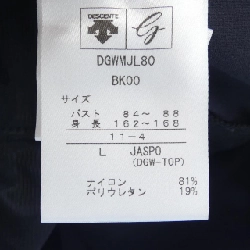 DESCENTE
G
DGWMJL80
BK00
サイズ
バスト 84～ 88
身 長 162～168
11-4
L JASPO
(DGW-TOP)
ナイロン 81%
ポリウレタン 19%